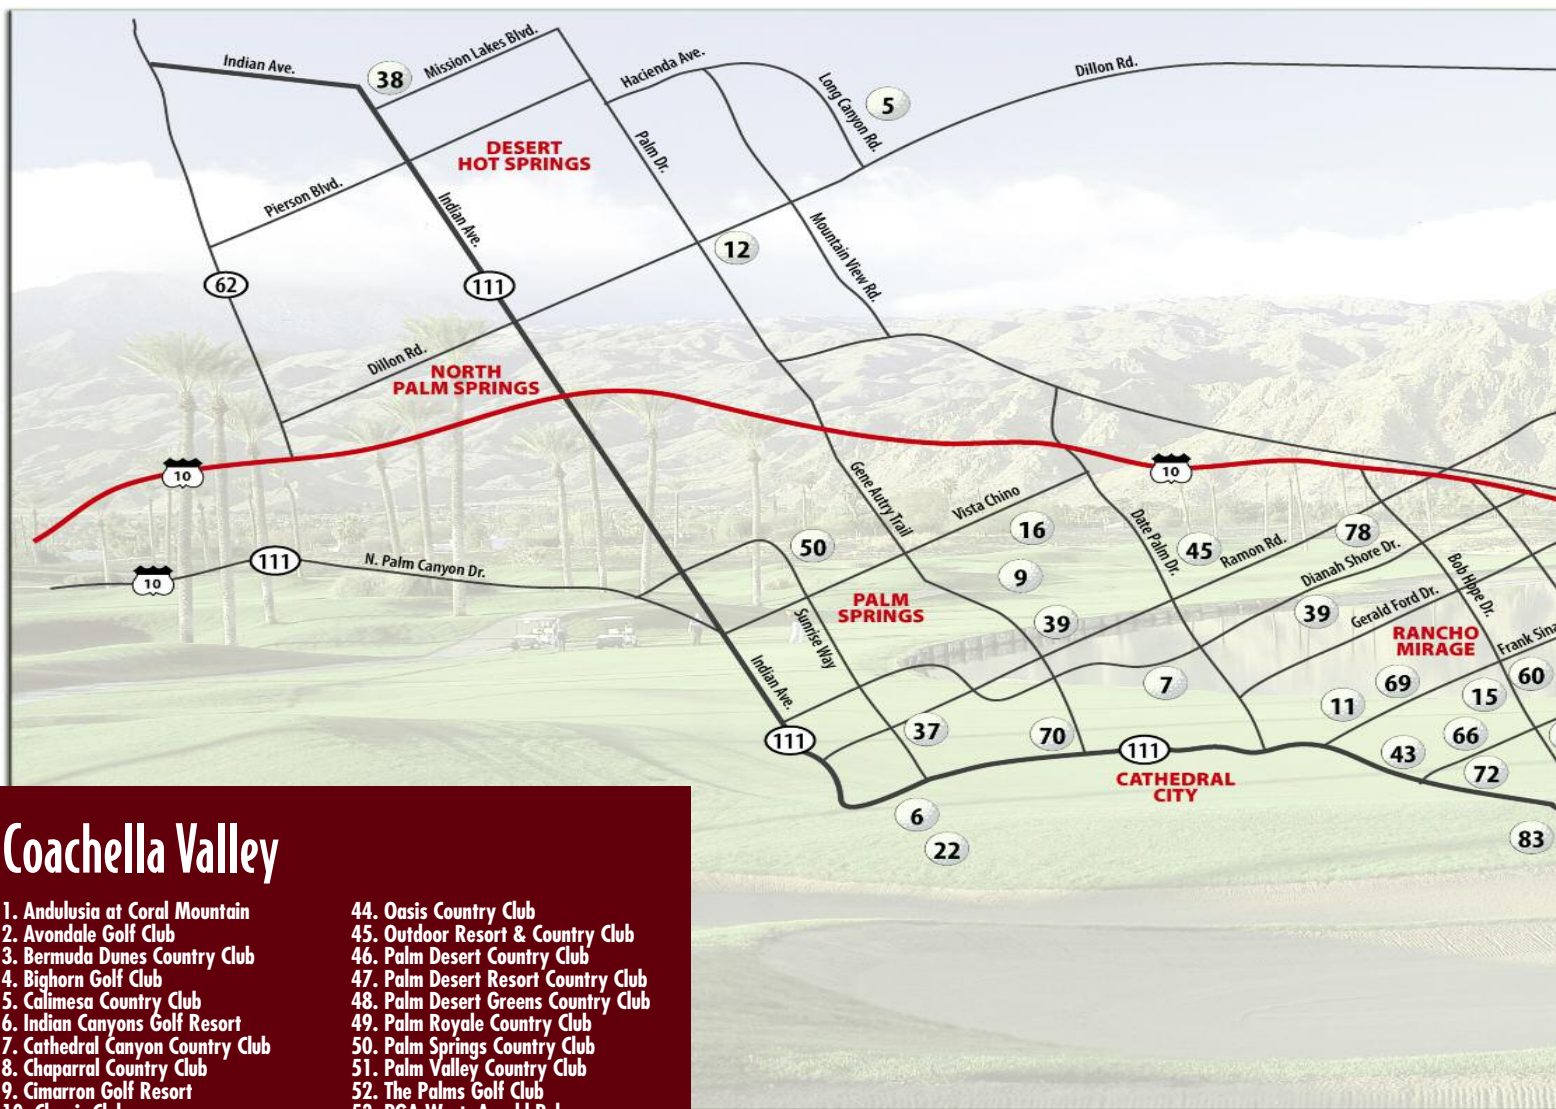 Indian Ave.
38
Mission Lakes Blvd.
Hacienda Ave.
Long Canyon Rd.
5
Dillon Rd.
DESERT
HOT SPRINGS
Palm Dr.
Pierson Blvd.
Indian Ave.
12
Mountain View Rd.
62
111
Dillon Rd.
NORTH
PALM SPRINGS
10
10
Gene Autry Trail
Vista Chino
16
Date Palm Dr.
45
Ramon Rd.
78
Dianah Shore Dr.
Bob Hope Dr.
50
111
N. Palm Canyon Dr.
10
9
PALM
SPRINGS
Sunrise Way
39
39
Gerald Ford Dr.
RANCHO
MIRAGE
Frank Sina
Indian Ave.
7
69
60
15
11
37
70
111
111
66
43
72
CATHEDRAL
CITY
6
22
83
Coachella Valley
1. Andulusia at Coral Mountain
2. Avondale Golf Club
3. Bermuda Dunes Country Club
4. Bighorn Golf Club
5. Calimesa Country Club
6. Indian Canyons Golf Resort
7. Cathedral Canyon Country Club
8. Chaparral Country Club
9. Cimarron Golf Resort
44. Oasis Country Club
45. Outdoor Resort & Country Club
46. Palm Desert Country Club
47. Palm Desert Resort Country Club
48. Palm Desert Greens Country Club
49. Palm Royale Country Club
50. Palm Springs Country Club
51. Palm Valley Country Club
52. The Palms Golf Club